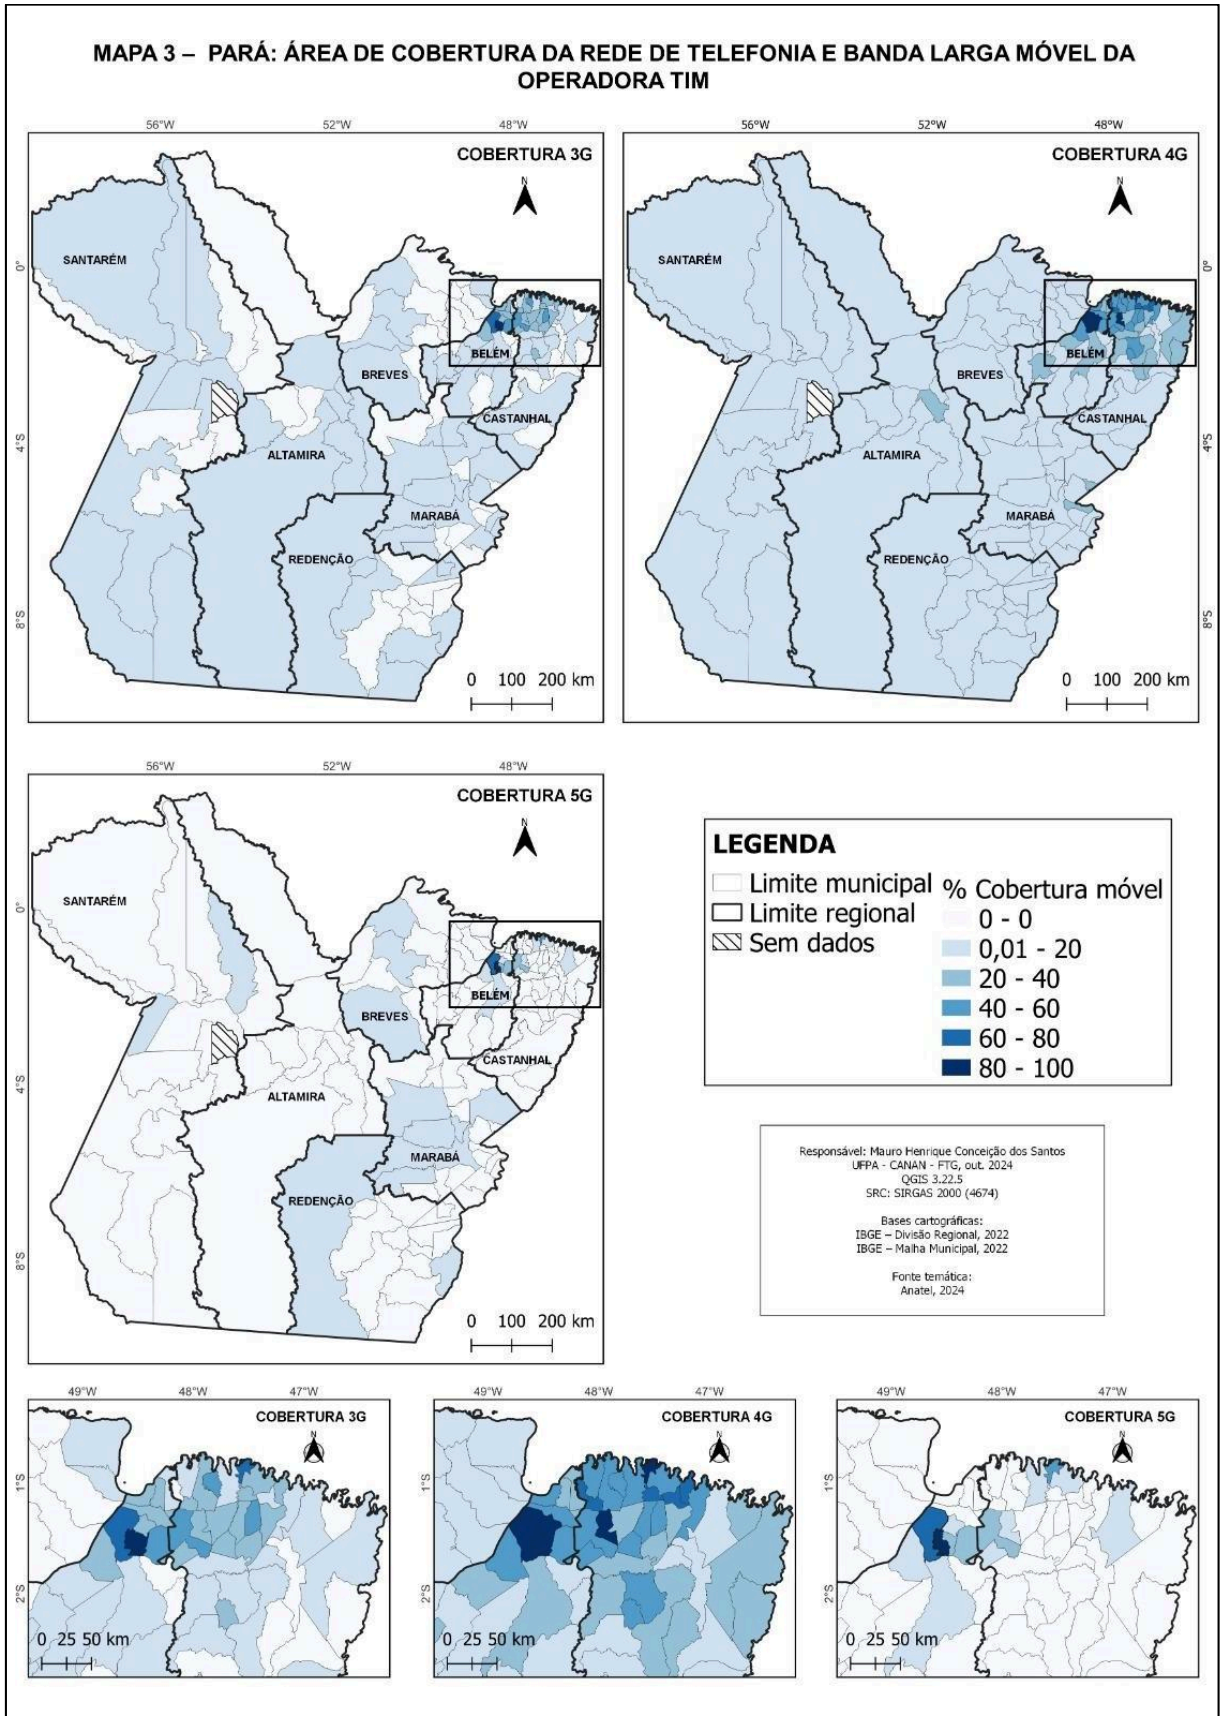 MAPA 3 – PARÁ: ÁREA DE COBERTURA DA REDE DE TELEFONIA E BANDA LARGA MÓVEL DA
OPERADORA TIM
56°W 52°W 48°W
COBERTURA 3G
N
SANTARÉM
BELÉM
BREVES
CASTANHAL
ALTAMIRA
MARABÁ
REDENÇÃO
0°
4°S
8°S
0 100 200 km
56°W 52°W 48°W
COBERTURA 4G
N
SANTARÉM
BELÉM
BREVES
CASTANHAL
ALTAMIRA
MARABÁ
REDENÇÃO
0°
4°S
8°S
0 100 200 km
56°W 52°W 48°W
COBERTURA 5G
N
SANTARÉM
BELÉM
BREVES
CASTANHAL
ALTAMIRA
MARABÁ
REDENÇÃO
0°
4°S
8°S
0 100 200 km
LEGENDA
Limite municipal
Limite regional
Sem dados
% Cobertura móvel
0 - 0
0,01 - 20
20 - 40
40 - 60
60 - 80
80 - 100
Responsável: Mauro Henrique Conceição dos Santos
UFPA - CANAN - FTG, out. 2024
QGIS 3.22.5
SRC: SIRGAS 2000 (4674)
Bases cartográficas:
IBGE – Divisão Regional, 2022
IBGE – Malha Municipal, 2022
Fonte temática:
Anatel, 2024
49°W 48°W 47°W
COBERTURA 3G
N
1°S
2°S
0 25 50 km
49°W 48°W 47°W
COBERTURA 4G
N
1°S
2°S
0 25 50 km
49°W 48°W 47°W
COBERTURA 5G
N
1°S
2°S
0 25 50 km